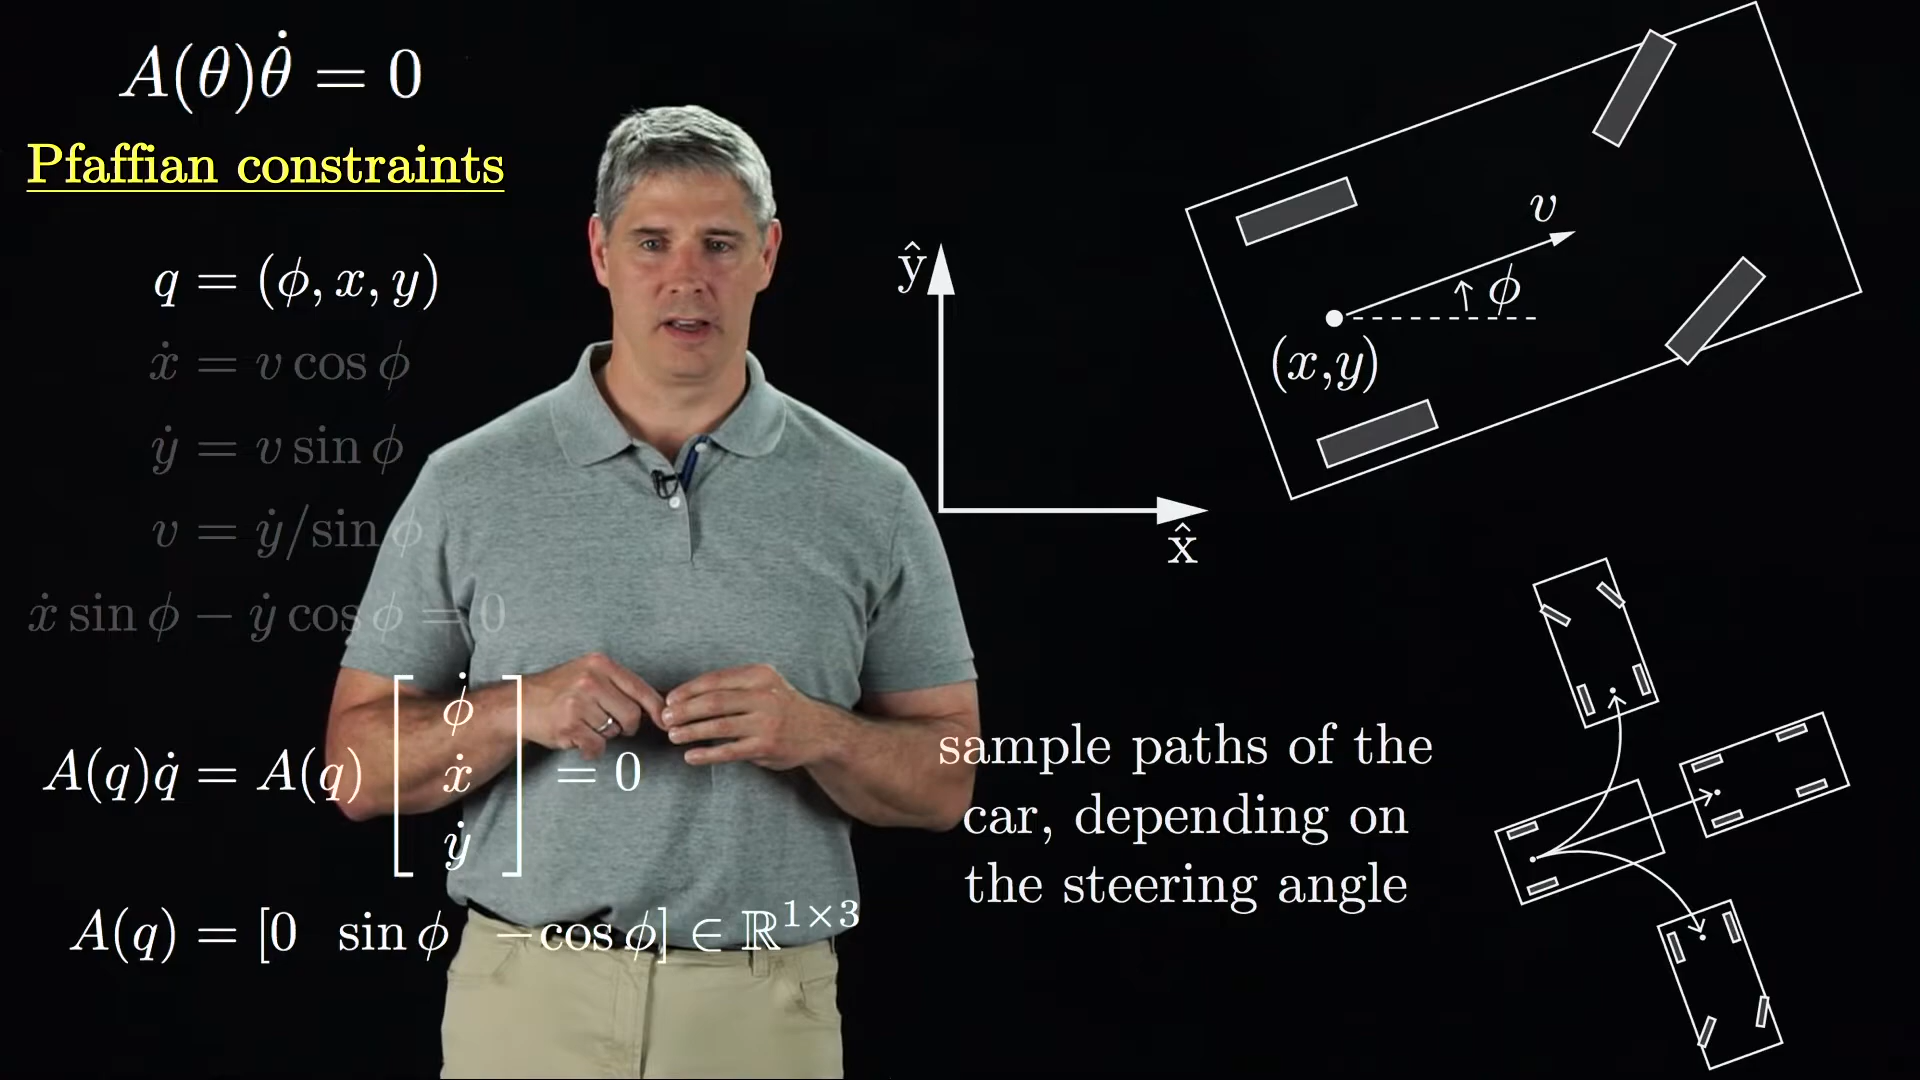 A(θ)θ̇ = 0
Pfaffian constraints
q = (ϕ, x, y)
ẋ = v cos ϕ
ẏ = v sin ϕ
v = ẏ/sin ϕ
ẋ sin ϕ − ẏ cos ϕ = 0
A(q)q̇ = A(q) [ϕ̇ ẋ ẏ] = 0
A(q) = [0 sin ϕ −cos ϕ] ∈ ℝ^{1×3}
ŷ
x̂
v
ϕ
(x,y)
sample paths of the
car, depending on
the steering angle